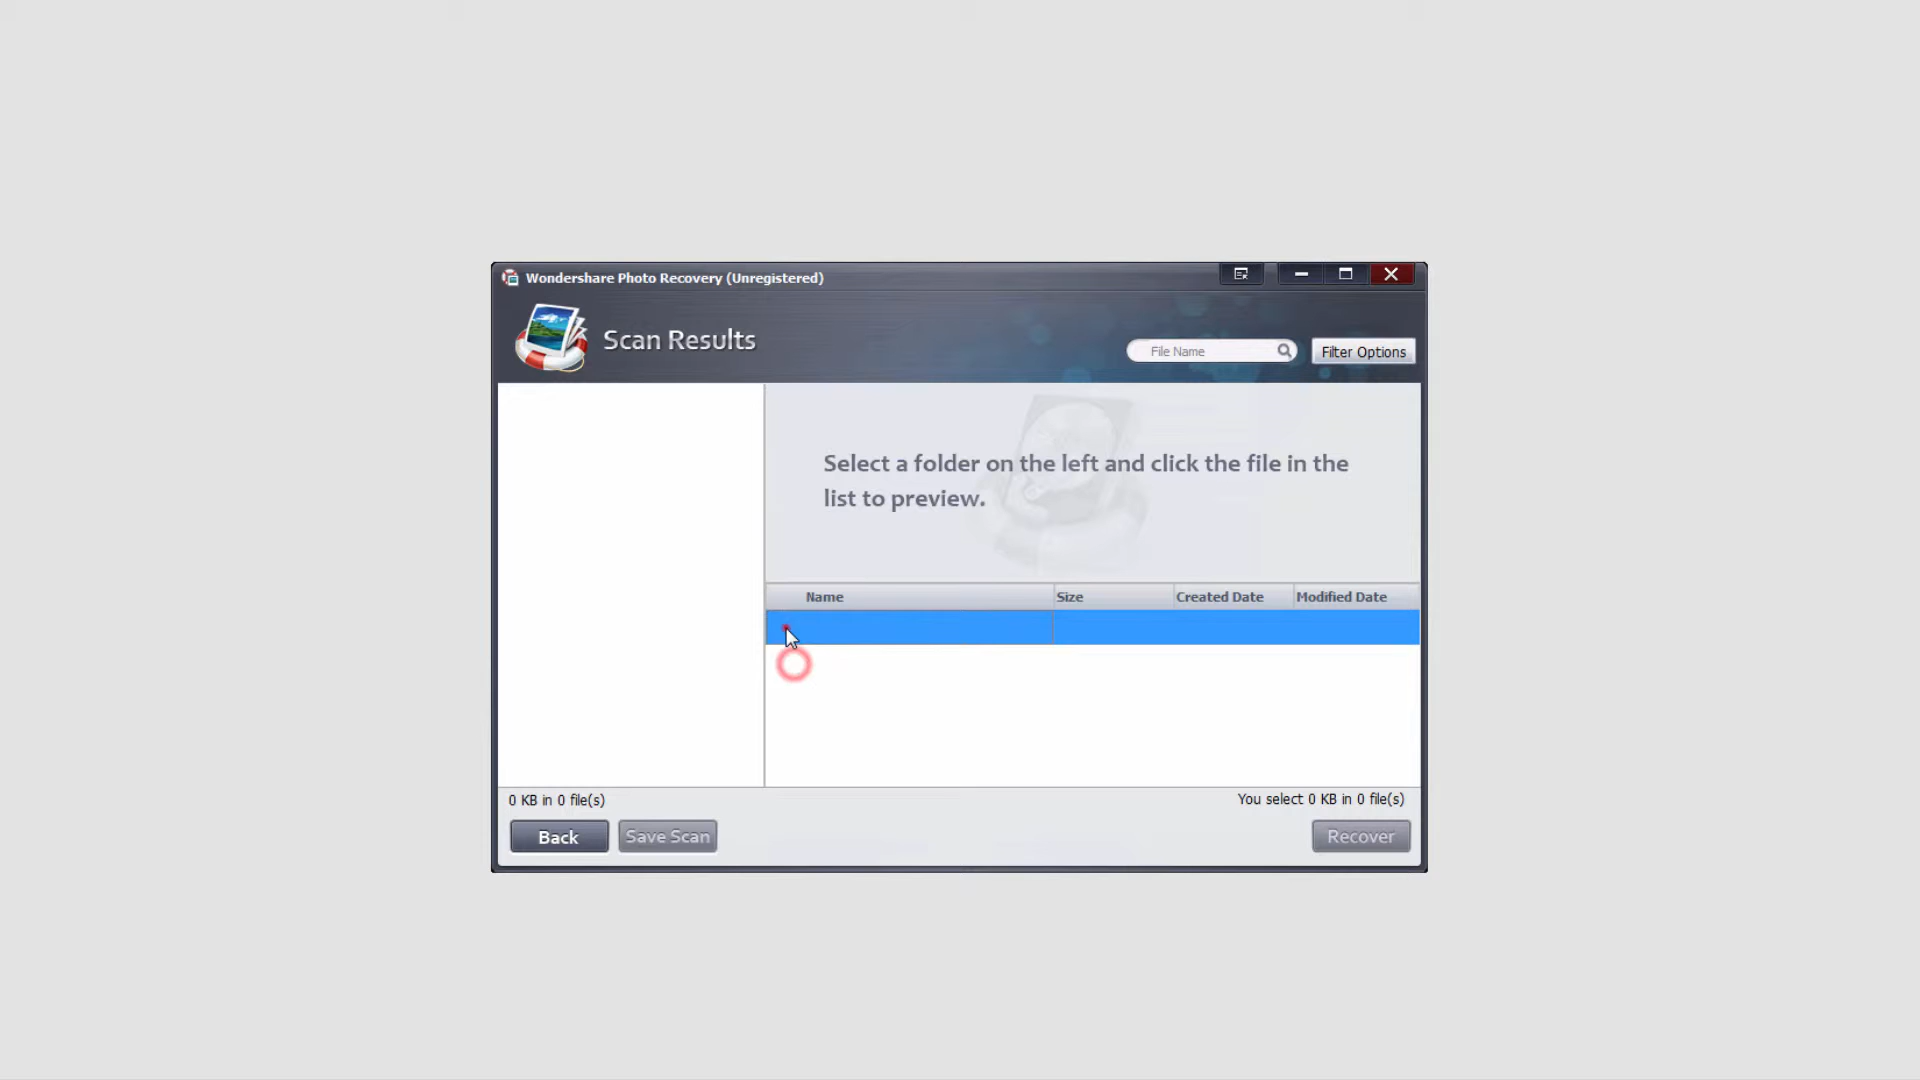 Wondershare Photo Recovery (Unregistered)
Scan Results
File Name
Filter Options
Select a folder on the left and click the file in the
list to preview.
Name Size Created Date Modified Date
0 KB in 0 file(s) You select 0 KB in 0 file(s)
Back Save Scan Recover